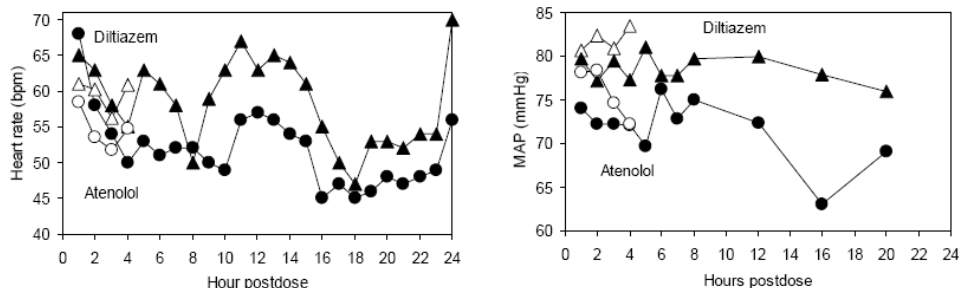 70
65
60
55
50
45
40
Heart rate (bpm)
Atenolol
0 2 4 6 8 10 12 14 16 18 20 22 24
Hour postdose
85
80
75
70
65
60
MAP (mmHg)
Diltiazem
Atenolol
0 2 4 6 8 10 12 14 16 18 20 22 24
Hours postdose
Diltiazem